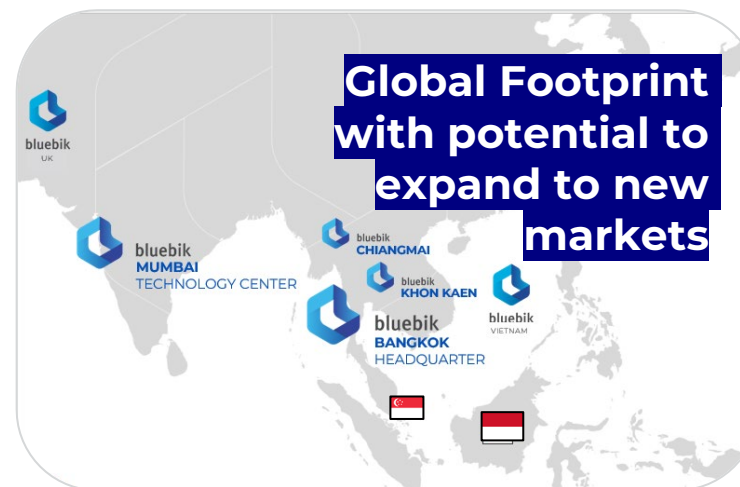 Global Footprint
with potential to
expand to new
markets
bluebik
UK
bluebik
MUMBAI
TECHNOLOGY CENTER
bluebik
CHIANGMAI
bluebik
KHON KAEN
bluebik
VIETNAM
bluebik
BANGKOK
HEADQUARTER